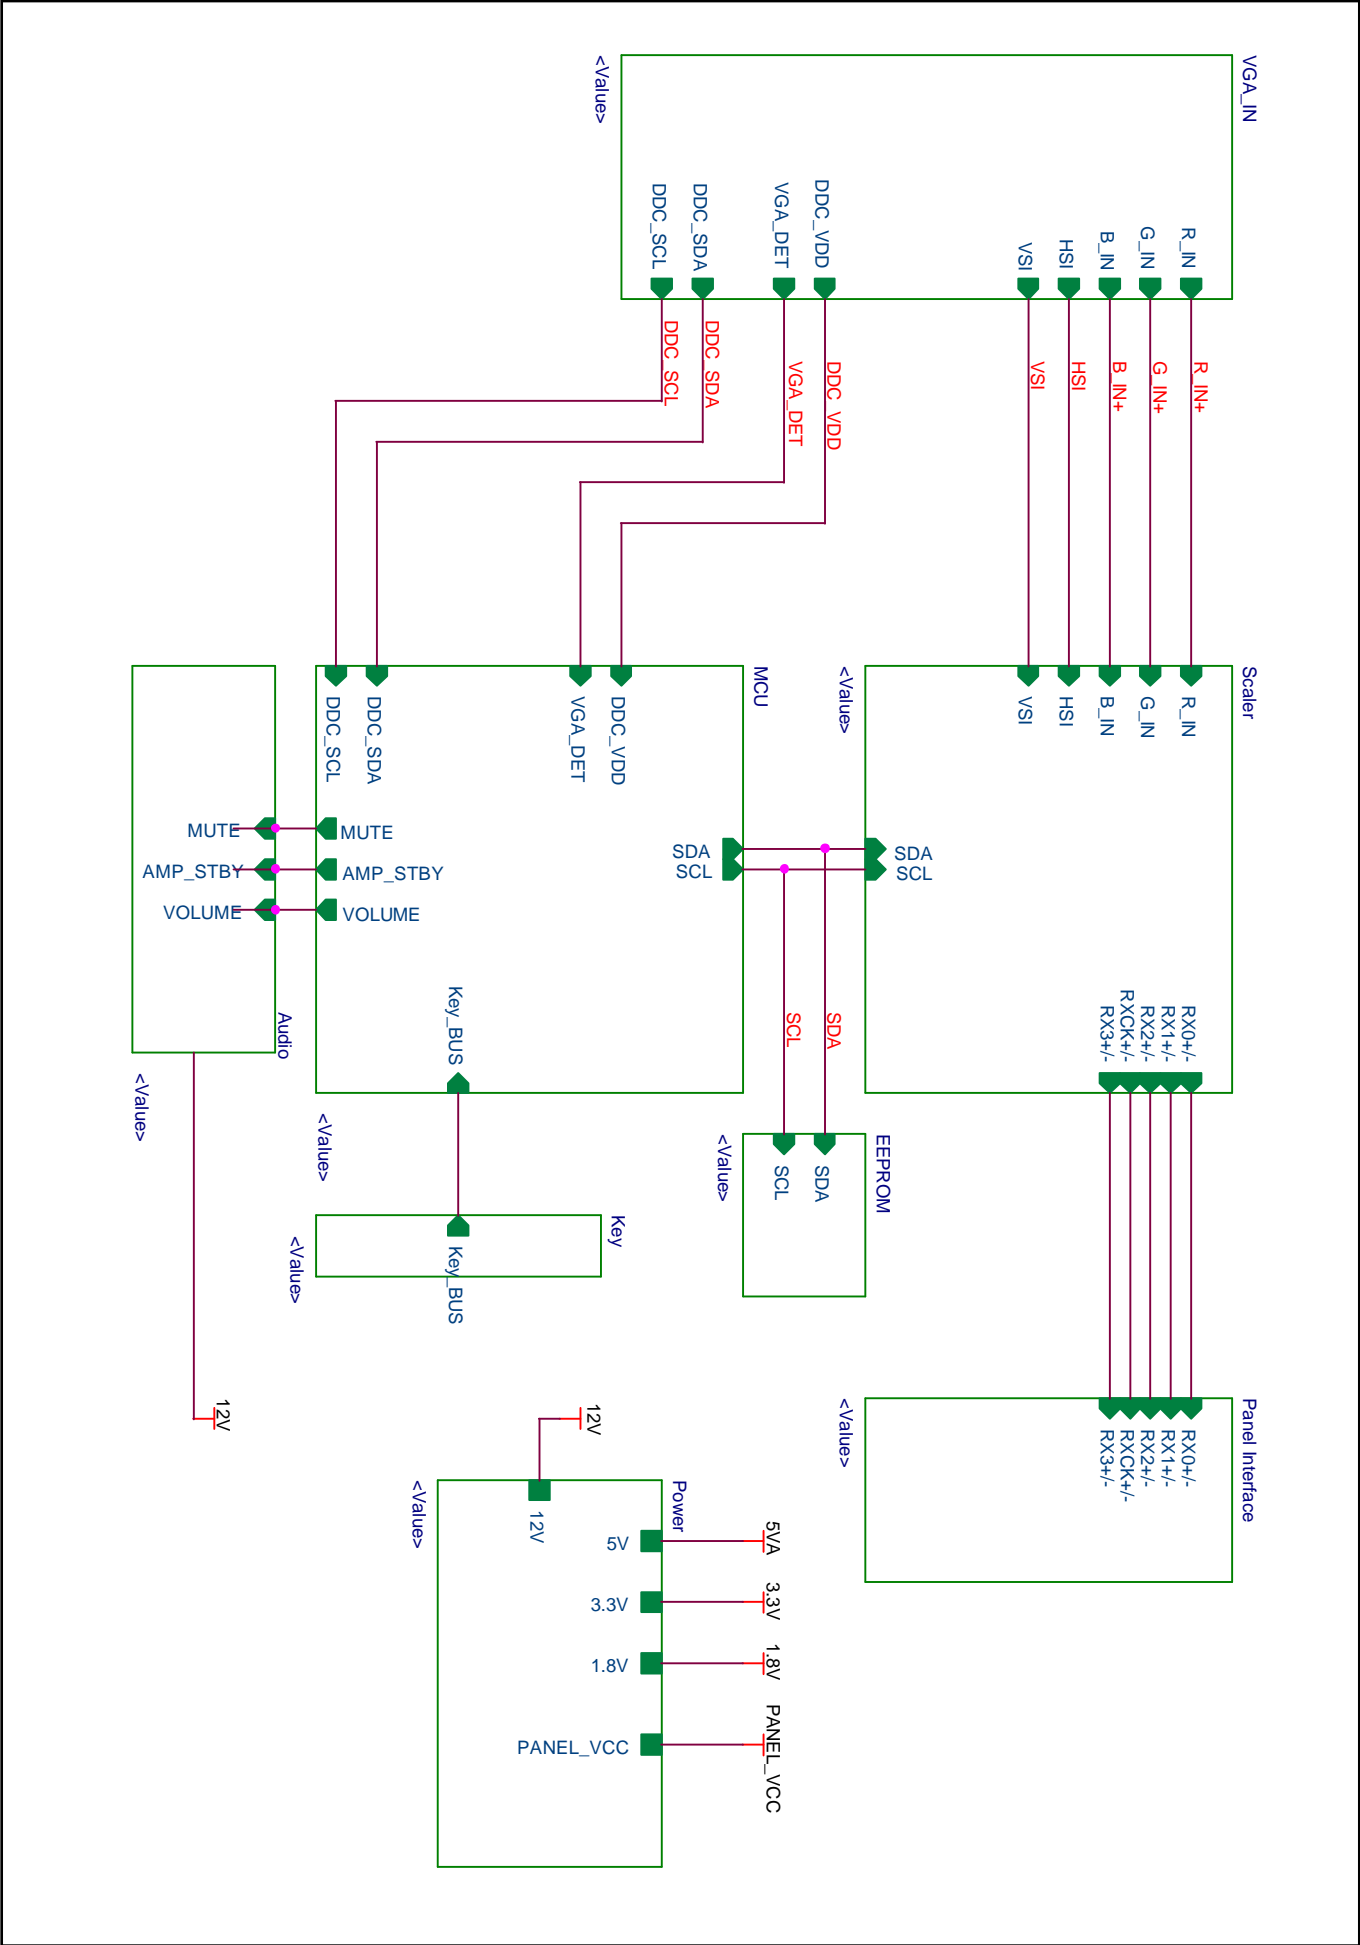 VGA_IN
R_IN
G_IN
B_IN
HSI
VSI
DDC_VDD
VGA_DET
DDC_SDA
DDC_SCL
<Value>
R_IN+
G_IN+
B_IN+
HSI
VSI
DDC_VDD
VGA_DET
DDC_SDA
DDC_SCL
Scaler
R_IN
G_IN
B_IN
HSI
VSI
SDA
SCL
RX0+/-
RX1+/-
RX2+/-
RXCK+/-
RX3+/-
<Value>
MCU
DDC_VDD
VGA_DET
DDC_SDA
DDC_SCL
SDA
SCL
MUTE
AMP_STBY
VOLUME
Key_BUS
<Value>
MUTE
AMP_STBY
VOLUME
Audio
<Value>
SDA
SCL
EEPROM
SDA
SCL
<Value>
Key
Key_BUS
<Value>
Panel Interface
RX0+/-
RX1+/-
RX2+/-
RXCK+/-
RX3+/-
<Value>
12V
12V
Power
12V
5V
3.3V
1.8V
PANEL_VCC
<Value>
5VA
3.3V
1.8V
PANEL_VCC